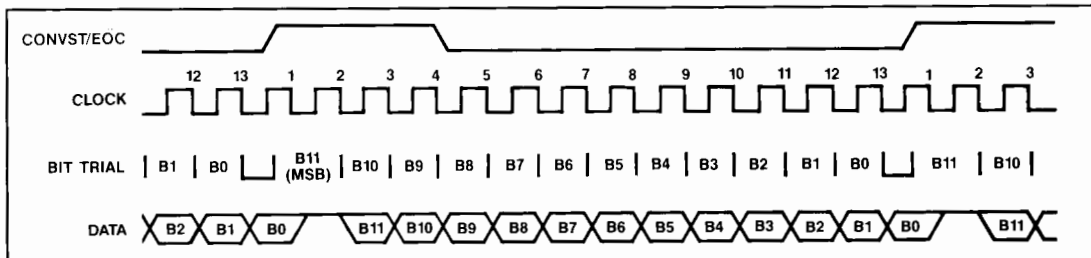 CONVST/EOC
12 13 1 2 3 4 5 6 7 8 9 10 11 12 13 1 2 3
CLOCK
BIT TRIAL B1 B0 B11 B10 B9 B8 B7 B6 B5 B4 B3 B2 B1 B0 B11 B10
(MSB)
DATA B2 B1 B0 B11 B10 B9 B8 B7 B6 B5 B4 B3 B2 B1 B0 B11